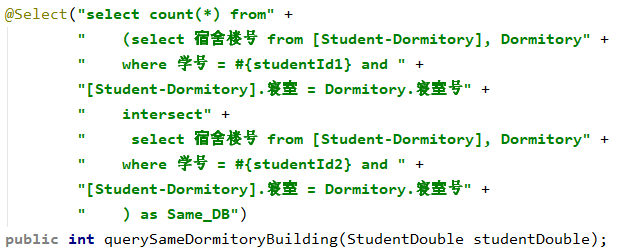 @Select("select count(*) from" +
"    (select 宿舍楼号 from [Student-Dormitory], Dormitory" +
"    where 学号 = #{studentId1} and " +
"[Student-Dormitory].寝室 = Dormitory.寝室号" +
"    intersect" +
"     select 宿舍楼号 from [Student-Dormitory], Dormitory" +
"    where 学号 = #{studentId2} and " +
"[Student-Dormitory].寝室 = Dormitory.寝室号" +
"    ) as Same_DB")
public int querySameDormitoryBuilding(StudentDouble studentDouble);